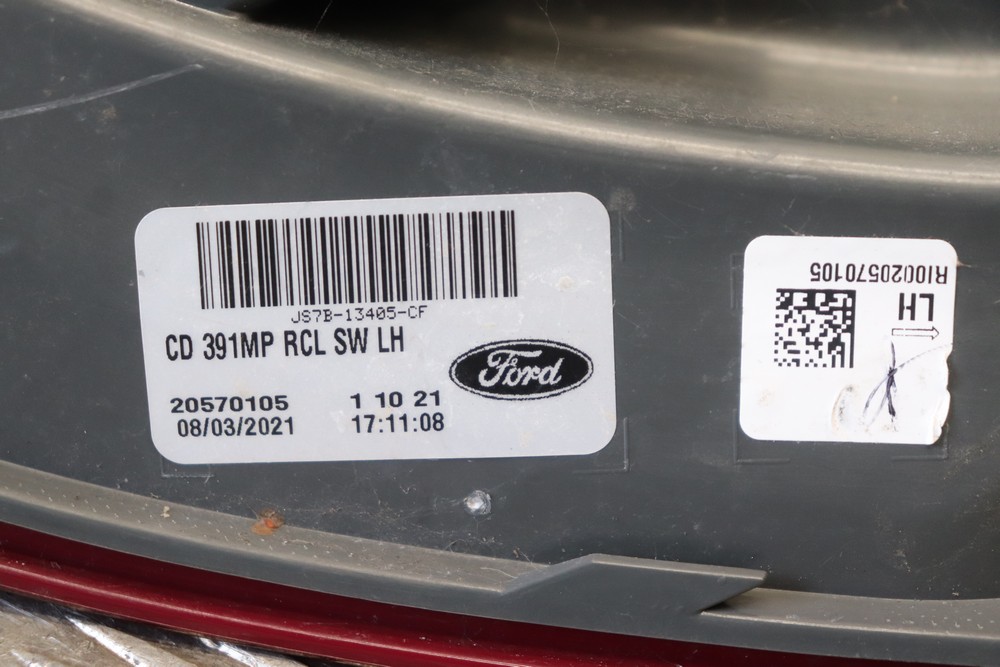 JS7B-13405-CF
CD 391MP RCL SW LH
Ford
20570105 1 10 21
08/03/2021 17:11:08
RI0020570105
LH